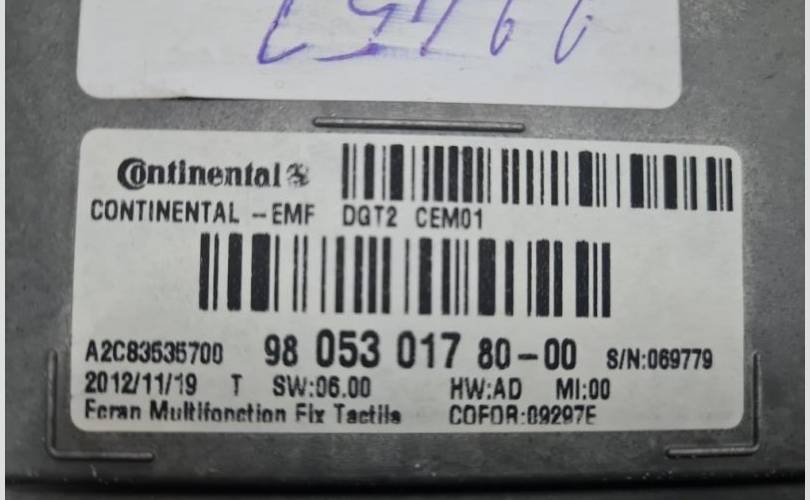 Continental
CONTINENTAL -EMF DGT2 CEM01
A2C83535700 98 053 017 80-00 S/N:069779
2012/11/19 T SW:06.00 HW:AD MI:00
Ecran Multifonction Fix Tactile COFOR:09297E